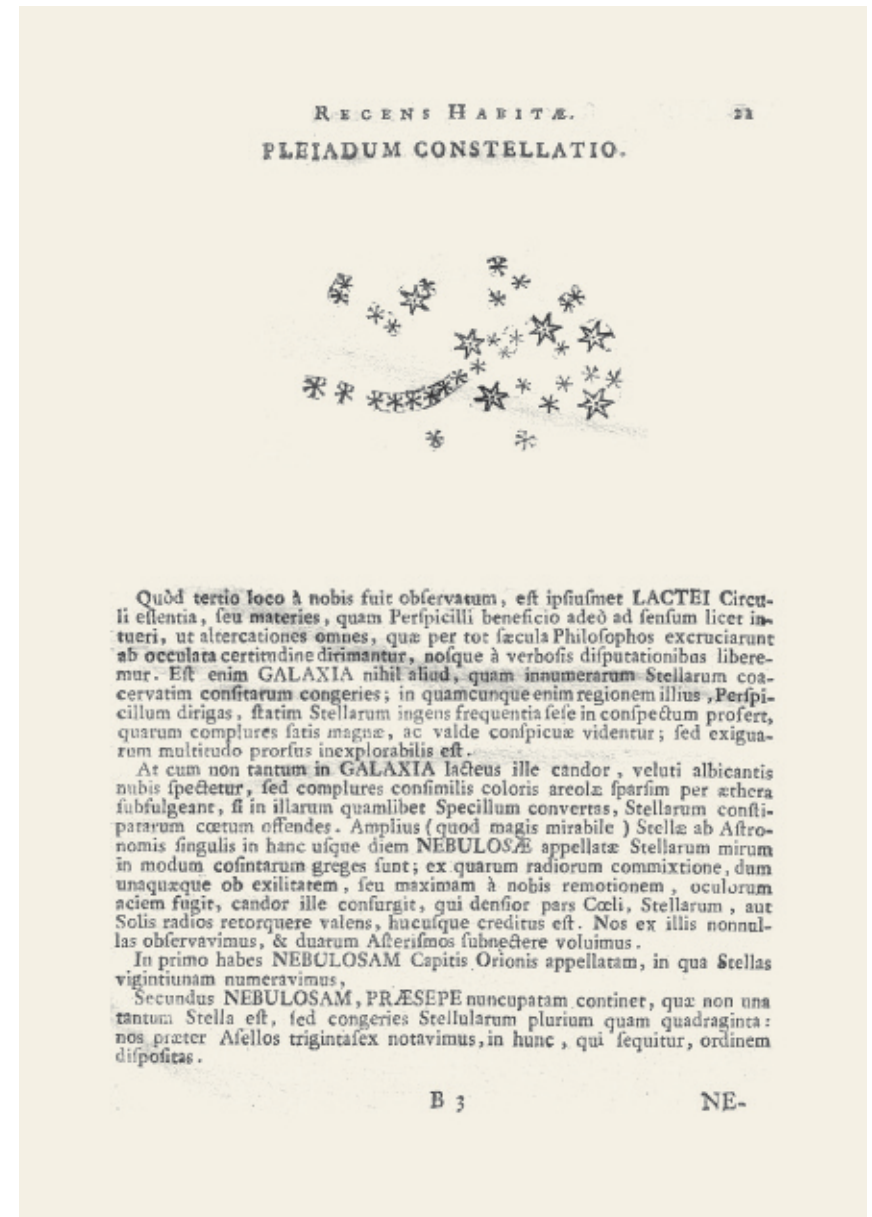 RECENS HABITÆ. 21
PLEIADUM CONSTELLATIO.
Quòd tertio loco à nobis fuit obſervatum, eſt ipſiuſmet LACTEI Circu-
li eſſentia, ſeu materies, quam Perſpicilli beneficio adeò ad ſenſum licet in-
tueri, ut altercationes omnes, quæ per tot ſæcula Philoſophos excruciarunt
ab occulata certitudine dirimantur, noſque à verboſis diſputationibus libere-
mur. Eſt enim GALAXIA nihil aliud, quam innumerarum Stellarum coa-
cervatim conſitarum congeries; in quamcunque enim regionem illius, Perſpi-
cillum dirigas, ſtatim Stellarum ingens frequentia ſeſe in conſpectum profert,
quarum complures ſatis magnæ, ac valde conſpicuæ videntur; ſed exigua-
rum multitudo prorſus inexplorabilis eſt.
At cum non tantum in GALAXIA lacteus ille candor, veluti albicantis
nubis ſpectetur, ſed complures conſimilis coloris areolæ ſparſim per æthera
ſubfulgeant, ſi in illarum quamlibet Specillum convertas, Stellarum conſti-
patarum cœtum offendes. Amplius (quod magis mirabile) Stellæ ab Aſtro-
nomis ſingulis in hanc uſque diem NEBULOSÆ appellatæ Stellarum mirum
in modum coſintarum greges ſunt; ex quarum radiorum commixtione, dum
unaquæque ob exilitatem, ſeu maximam à nobis remotionem, oculorum
aciem fugit, candor ille conſurgit, qui denſior pars Cœli, Stellarum, aut
Solis radios retorquere valens, hucuſque creditus eſt. Nos ex illis nonnul-
las obſervavimus, & duarum Aſteriſmos ſubnectere voluimus.
In primo habes NEBULOSAM Capitis Orionis appellatam, in qua Stellas
vigintiunam numeravimus,
Secundus NEBULOSAM, PRÆSEPE nuncupatam continet, quæ non una
tantum Stella eſt, ſed congeries Stellularum plurium quam quadraginta:
nos præter Aſellos trigintaſex notavimus, in hunc, qui ſequitur, ordinem
diſpoſitas.
B 3 NE-